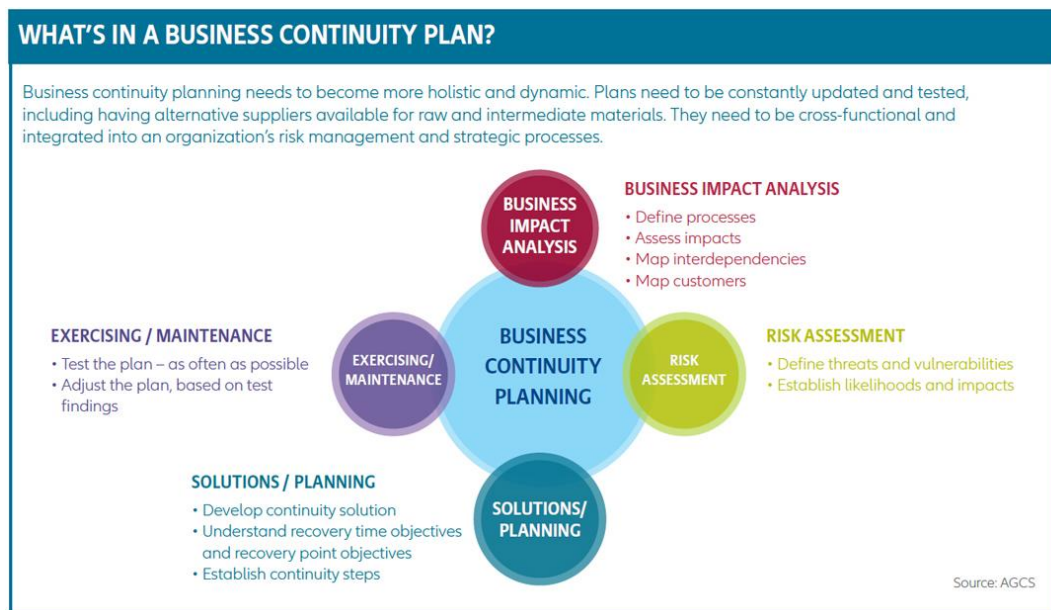 WHAT'S IN A BUSINESS CONTINUITY PLAN?
Business continuity planning needs to become more holistic and dynamic. Plans need to be constantly updated and tested,
including having alternative suppliers available for raw and intermediate materials. They need to be cross-functional and
integrated into an organization's risk management and strategic processes.
BUSINESS
IMPACT
ANALYSIS
BUSINESS IMPACT ANALYSIS
• Define processes
• Assess impacts
• Map interdependencies
• Map customers
EXERCISING / MAINTENANCE
• Test the plan – as often as possible
• Adjust the plan, based on test
findings
EXERCISING/
MAINTENANCE
BUSINESS
CONTINUITY
PLANNING
RISK
ASSESSMENT
RISK ASSESSMENT
• Define threats and vulnerabilities
• Establish likelihoods and impacts
SOLUTIONS / PLANNING
• Develop continuity solution
• Understand recovery time objectives
and recovery point objectives
• Establish continuity steps
SOLUTIONS/
PLANNING
Source: AGCS